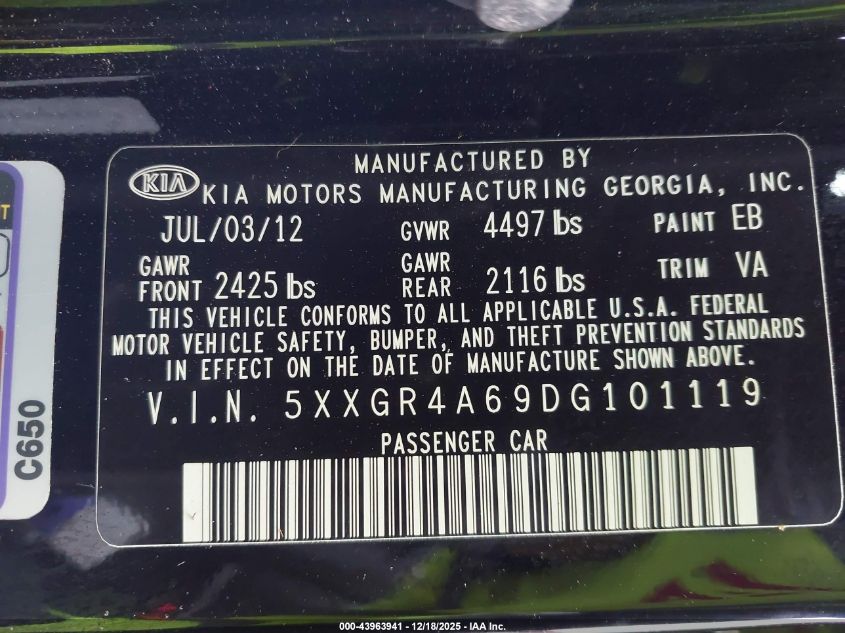 MANUFACTURED BY
KIA KIA MOTORS MANUFACTURING GEORGIA, INC.
JUL/03/12 GVWR 4497 lbs PAINT EB
GAWR FRONT 2425 lbs GAWR REAR 2116 lbs TRIM VA
THIS VEHICLE CONFORMS TO ALL APPLICABLE U.S.A. FEDERAL
MOTOR VEHICLE SAFETY, BUMPER, AND THEFT PREVENTION STANDARDS
IN EFFECT ON THE DATE OF MANUFACTURE SHOWN ABOVE.
V.I.N. 5XXGR4A69DG101119
PASSENGER CAR
C650
000-43963941 - 12/18/2025 - IAA Inc.